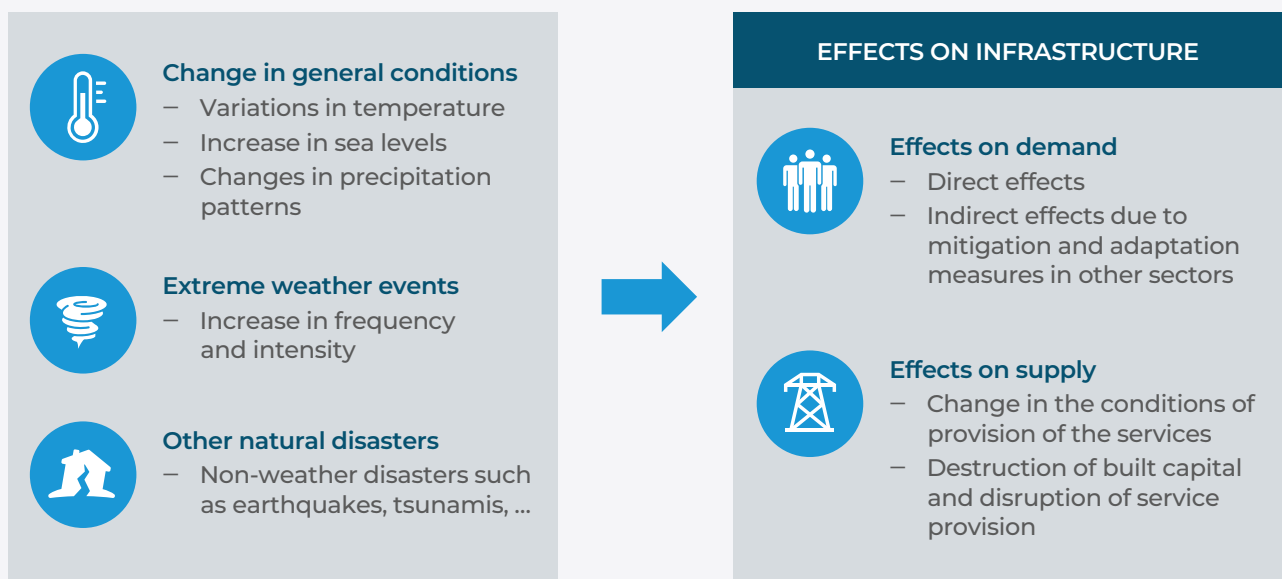 Change in general conditions
– Variations in temperature
– Increase in sea levels
– Changes in precipitation
patterns
Extreme weather events
– Increase in frequency
and intensity
Other natural disasters
– Non-weather disasters such
as earthquakes, tsunamis, ...
EFFECTS ON INFRASTRUCTURE
Effects on demand
– Direct effects
– Indirect effects due to
mitigation and adaptation
measures in other sectors
Effects on supply
– Change in the conditions of
provision of the services
– Destruction of built capital
and disruption of service
provision